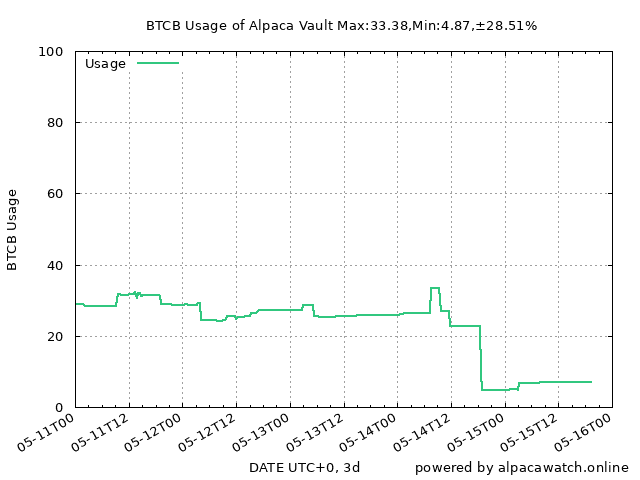 BTCB Usage of Alpaca Vault Max:33.38,Min:4.87,±28.51%
100
Usage
80
60
40
20
0
BTCB Usage
05-11T00
05-11T12
05-12T00
05-12T12
05-13T00
05-13T12
05-14T00
05-14T12
05-15T00
05-15T12
05-16T00
DATE UTC+0, 3d
powered by alpacawatch.online